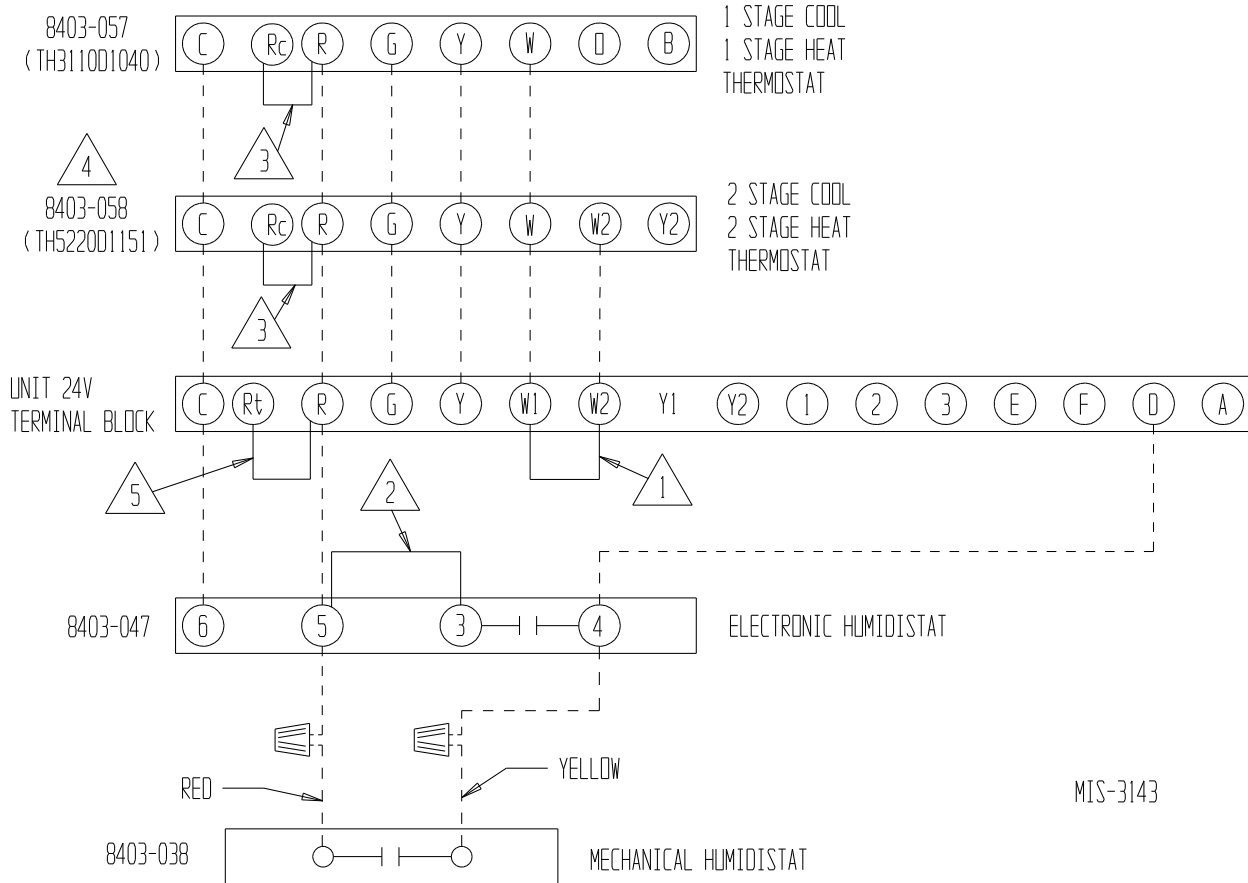 8403-057
(TH3110D1040)
C Rc R G Y W O B
1 STAGE COOL
1 STAGE HEAT
THERMOSTAT
3
4
8403-058
(TH5220D1151)
C Rc R G Y W W2 Y2
2 STAGE COOL
2 STAGE HEAT
THERMOSTAT
3
UNIT 24V
TERMINAL BLOCK
C Rt R G Y W1 W2 Y1 Y2 1 2 3 E F D A
5
2
1
8403-047
6 5 3 4
ELECTRONIC HUMIDISTAT
RED
YELLOW
MIS-3143
8403-038
MECHANICAL HUMIDISTAT